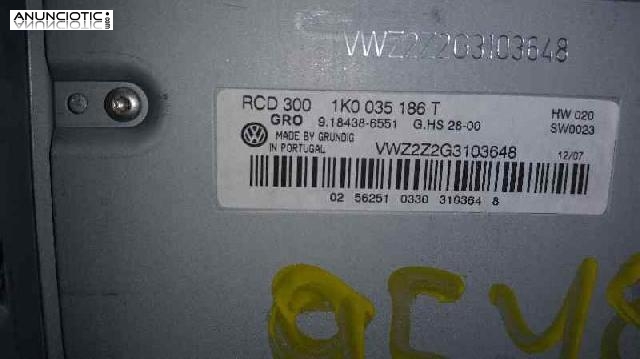 ANUNCIOTIC.com
VWZ2Z2G3103648
RCD 300 1K0 035 186 T
GRO 9.18438-6551 G.HS 28-00
HW 020
SW0023
MADE BY GRUNDIG
IN PORTUGAL
VWZ2Z2G3103648
12/07
02 56251 0330 310364 8